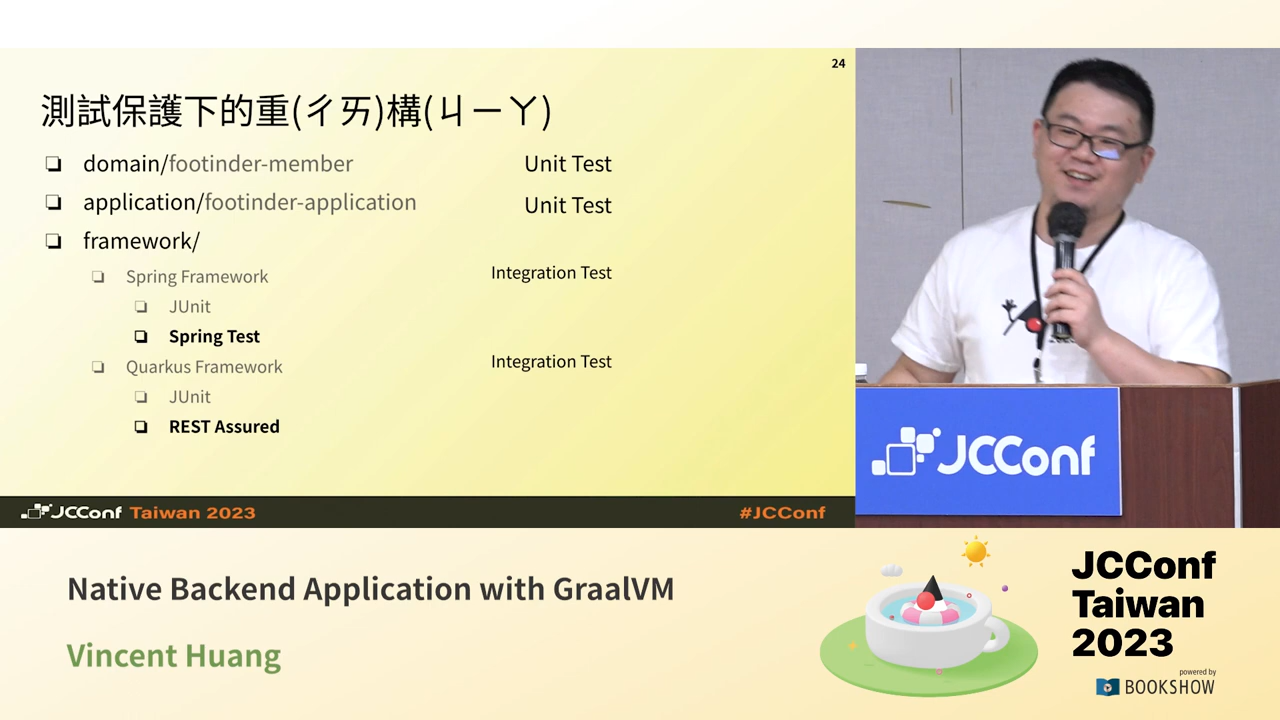 24
測試保護下的重(ㄔㄞ)構(ㄐㄧㄚ)
❏ domain/footinder-member Unit Test
❏ application/footinder-application Unit Test
❏ framework/
❏ Spring Framework Integration Test
❏ JUnit
❏ Spring Test
❏ Quarkus Framework Integration Test
❏ JUnit
❏ REST Assured
JCConf Taiwan 2023 #JCConf
JCConf
Native Backend Application with GraalVM
Vincent Huang
JCConf
Taiwan
2023
powered by
BOOKSHOW